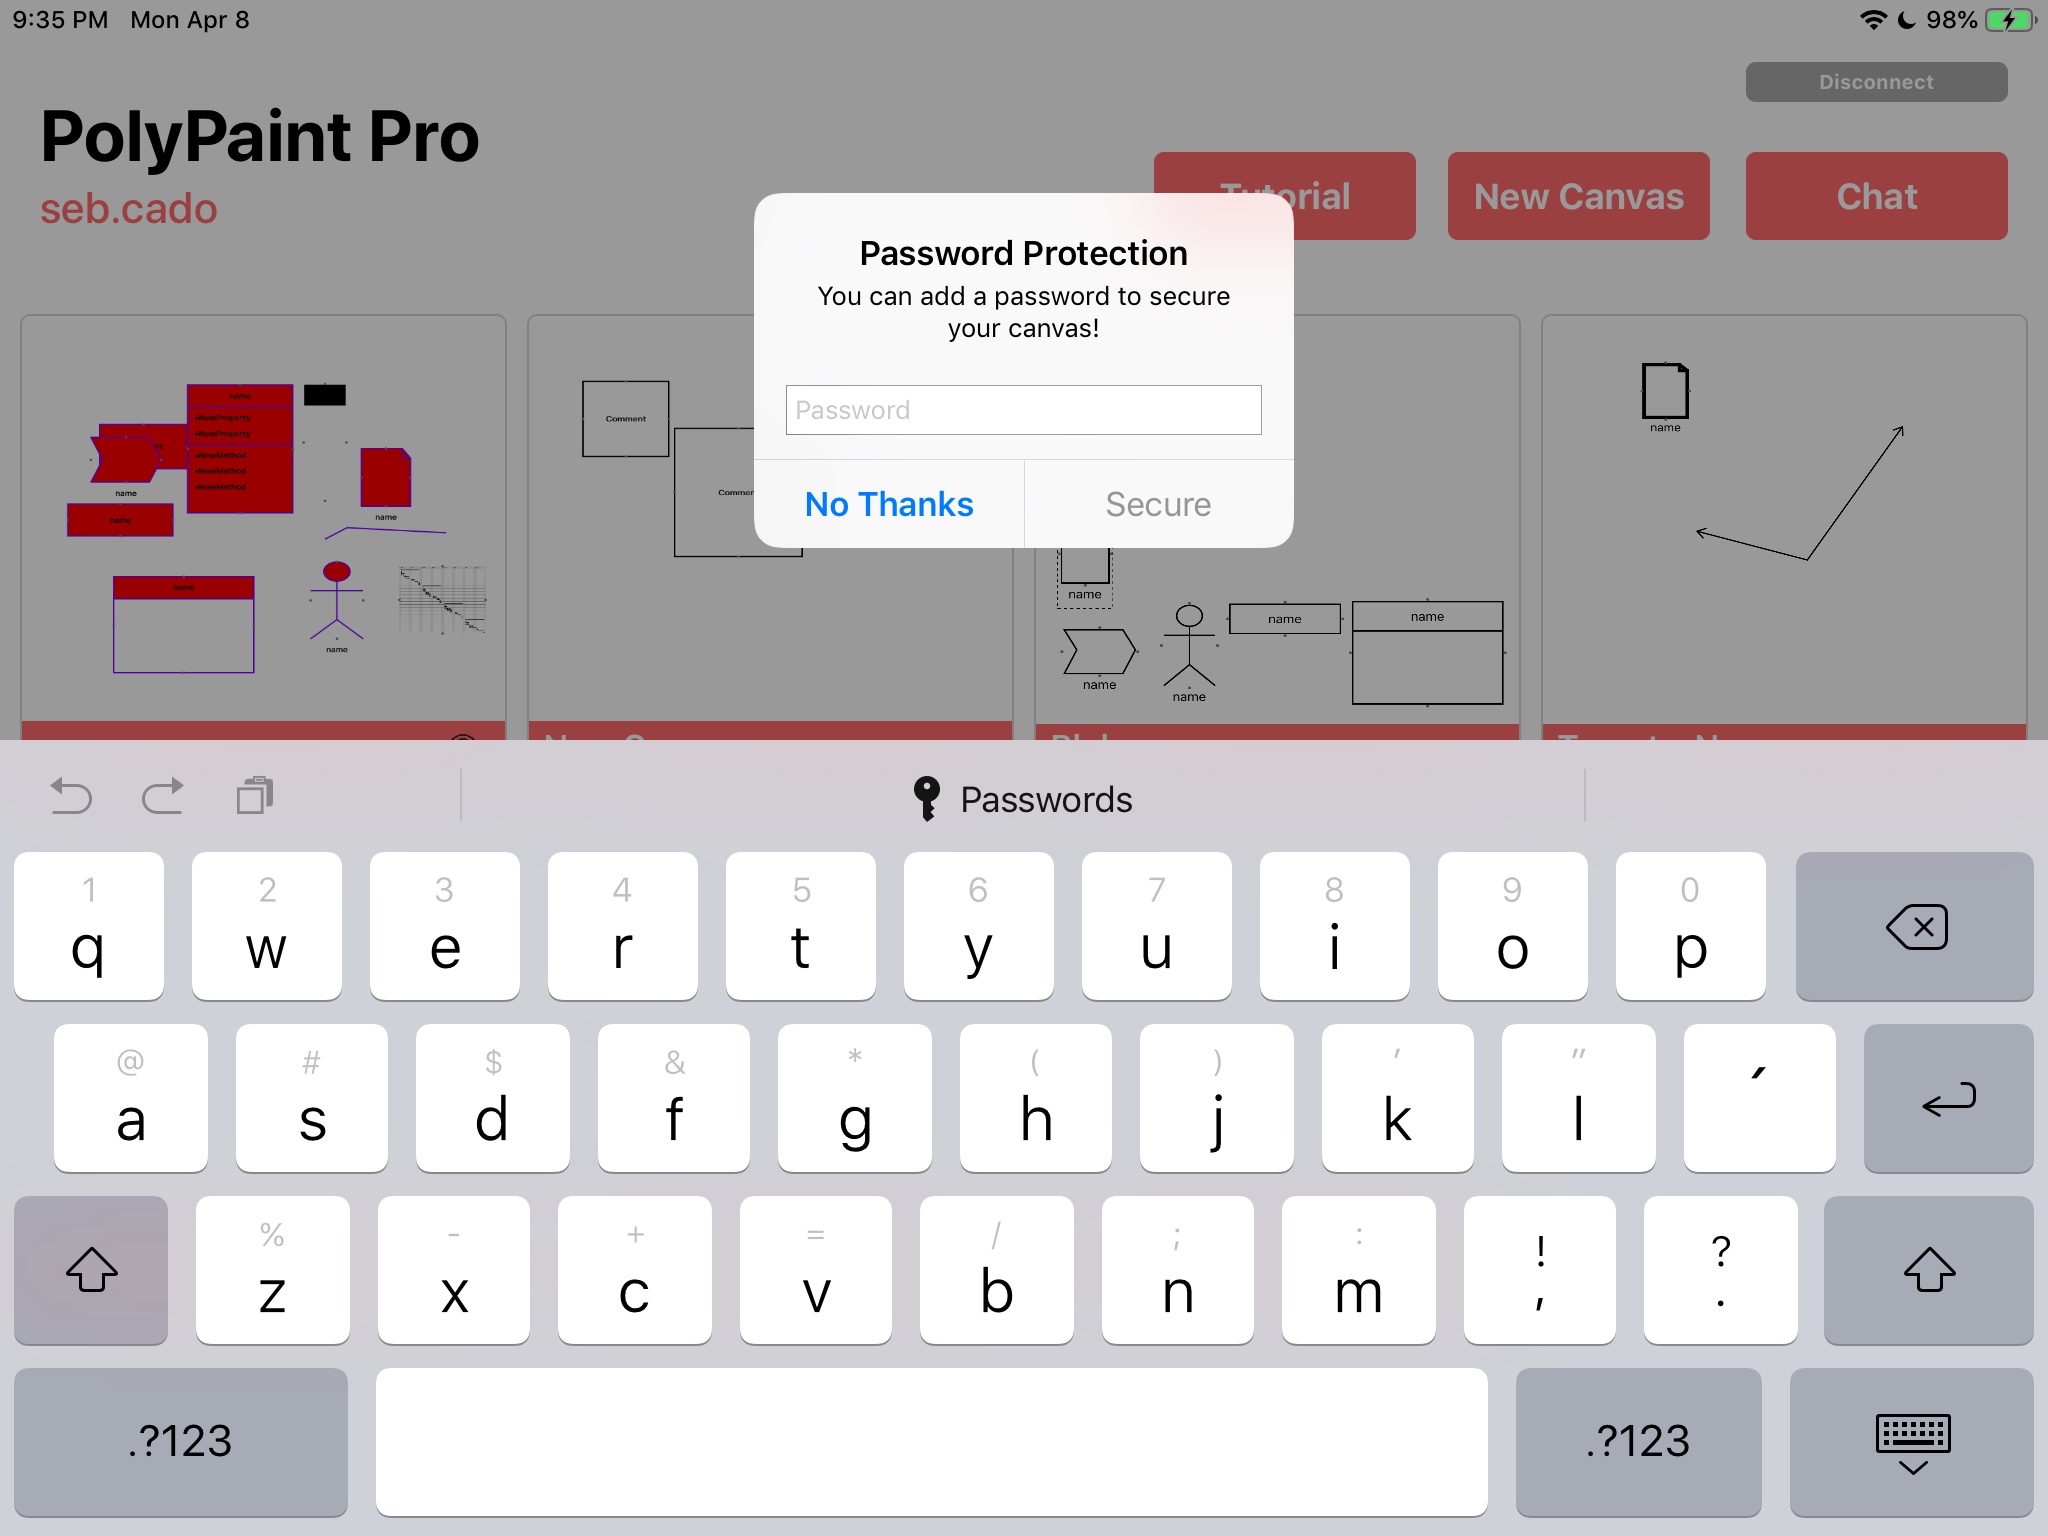 9:35 PM Mon Apr 8
98%
Disconnect
PolyPaint Pro
seb.cado
Tutorial
New Canvas
Chat
Password Protection
You can add a password to secure
your canvas!
Password
No Thanks
Secure
name
+NewProperty
+NewProperty
+NewMethod
+NewMethod
+NewMethod
name
name
name
name
name
Comment
name
name
name
name
name
name
Passwords
1 2 3 4 5 6 7 8 9 0
q w e r t y u i o p
@ # $ & * ( ) ' "
a s d f g h j k l ´
% - + = / ; : ! ?
z x c v b n m , .
.?123 .?123